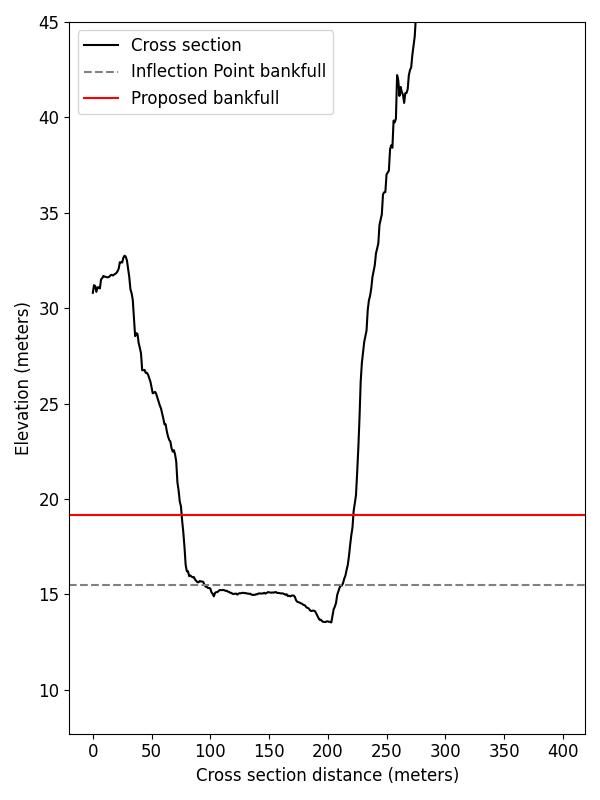 Cross section
Inflection Point bankfull
Proposed bankfull
45
40
35
30
25
20
15
10
Elevation (meters)
0 50 100 150 200 250 300 350 400
Cross section distance (meters)